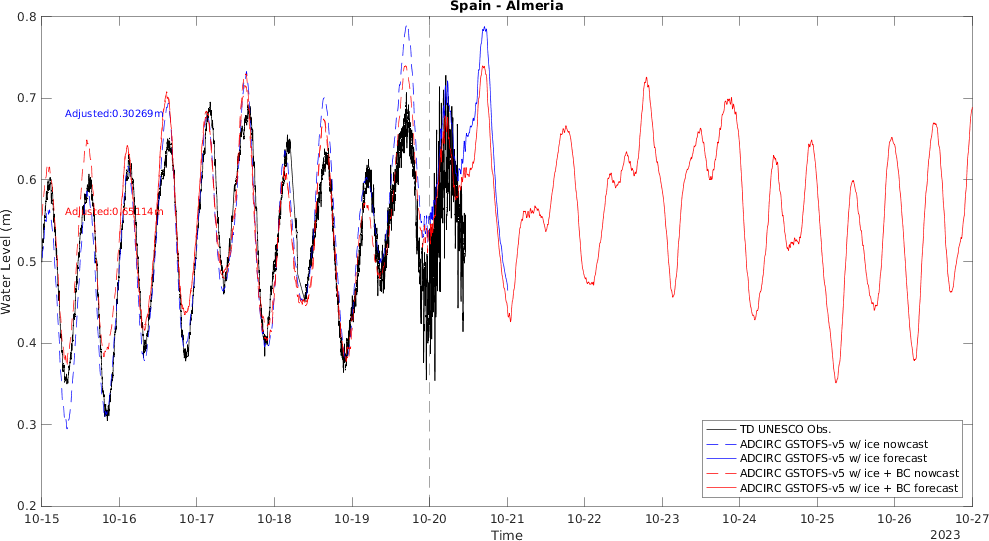 Spain - Almeria
0.8
0.7
0.6
0.5
0.4
0.3
0.2
Water Level (m)
Adjusted:0.30269m
Adjusted:0.65114m
TD UNESCO Obs.
ADCIRC GSTOFS-v5 w/ ice nowcast
ADCIRC GSTOFS-v5 w/ ice forecast
ADCIRC GSTOFS-v5 w/ ice + BC nowcast
ADCIRC GSTOFS-v5 w/ ice + BC forecast
10-15 10-16 10-17 10-18 10-19 10-20 10-21 10-22 10-23 10-24 10-25 10-26 10-27
Time
2023